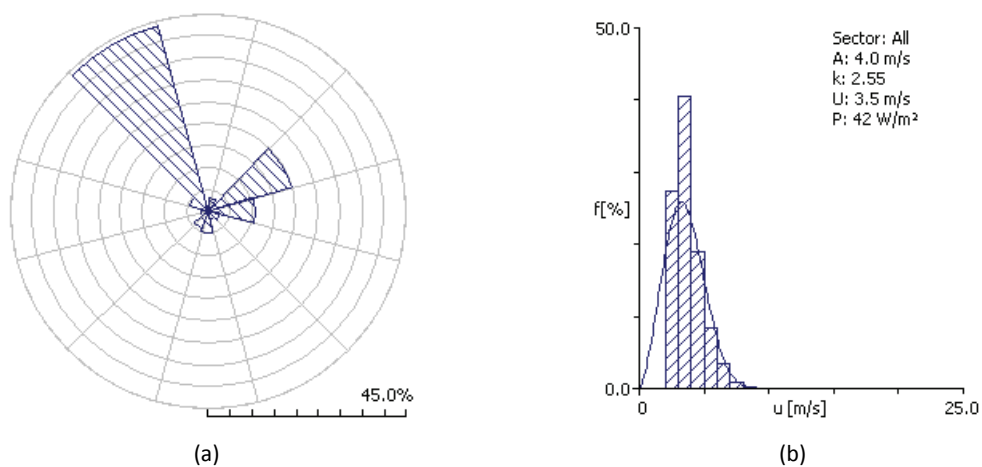 45.0%
(a)
50.0
Sector: All
A: 4.0 m/s
k: 2.55
U: 3.5 m/s
P: 42 W/m²
f[%]
0.0
0
u [m/s]
25.0
(b)